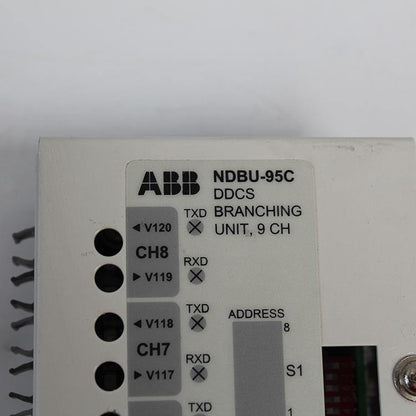 ABB NDBU-95C
DDCS
BRANCHING
UNIT, 9 CH
TXD
◄ V120
CH8
RXD
► V119
TXD
◄ V118
CH7
RXD
► V117
TXD
ADDRESS
8
S1
1